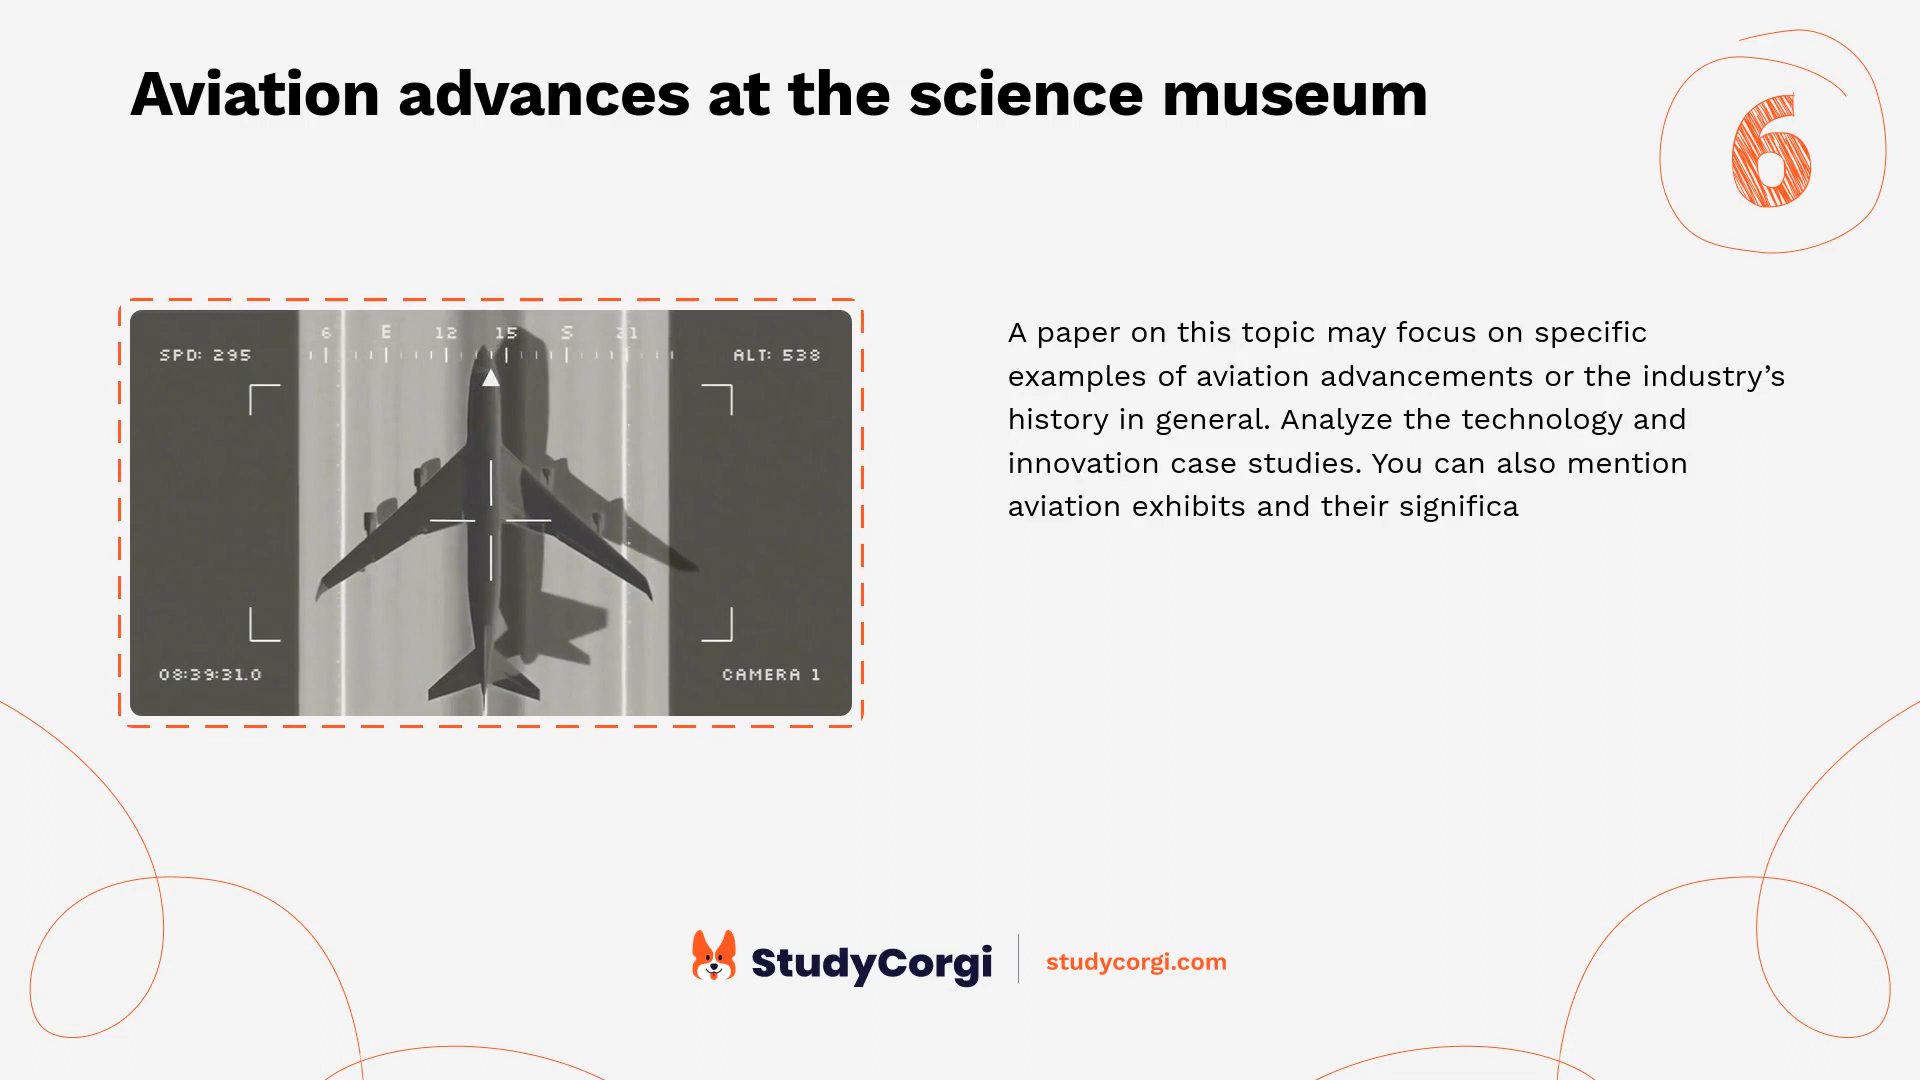 Aviation advances at the science museum
6
6 E 12 15 S 21
SPD: 295
ALT: 538
08:39:31.0
CAMERA 1
A paper on this topic may focus on specific
examples of aviation advancements or the industry’s
history in general. Analyze the technology and
innovation case studies. You can also mention
aviation exhibits and their significa
StudyCorgi
studycorgi.com